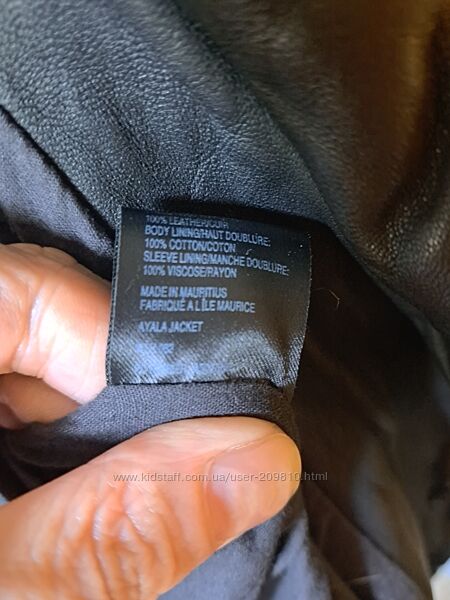 100% LEATHER/CUIR
BODY LINING/HAUT DOUBLURE:
100% COTTON/COTON
SLEEVE LINING/MANCHE DOUBLURE:
100% VISCOSE/RAYON
MADE IN MAURITIUS
FABRIQUÉ A L'ÎLE MAURICE
AYALA JACKET
www.kidstaff.com.ua/user-209810.html